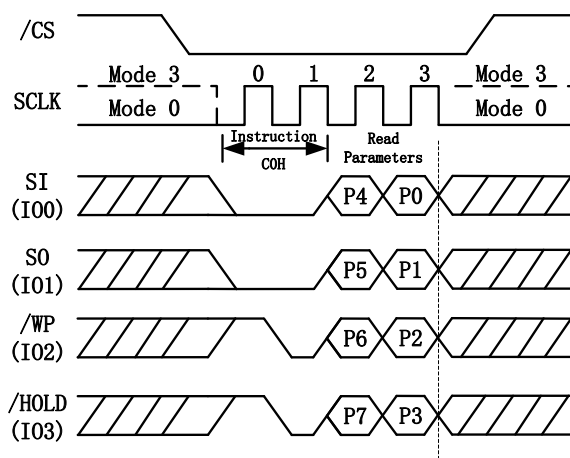 /CS
Mode 3 0 1 2 3 Mode 3
SCLK
Mode 0 Mode 0
Instruction Read
COH Parameters
SI
(IO0) P4 P0
SO
(IO1) P5 P1
/WP
(IO2) P6 P2
/HOLD
(IO3) P7 P3